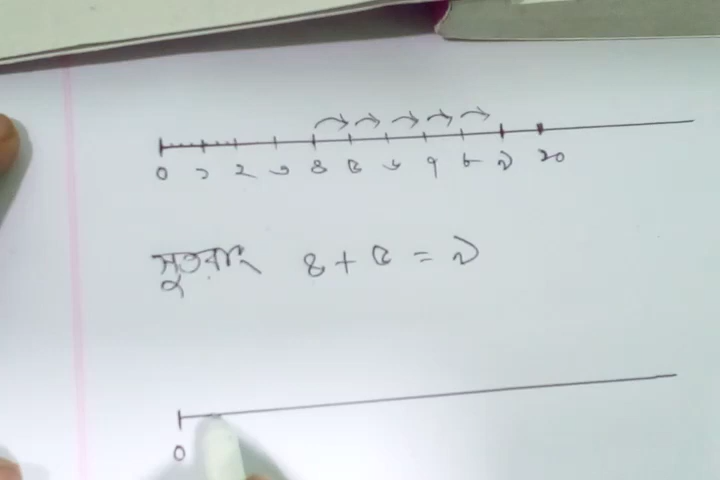 ০ ১ ২ ৩ ৪ ৫ ৬ ৭ ৮ ৯ ১০
সুতরাং ৪ + ৫ = ৯
০